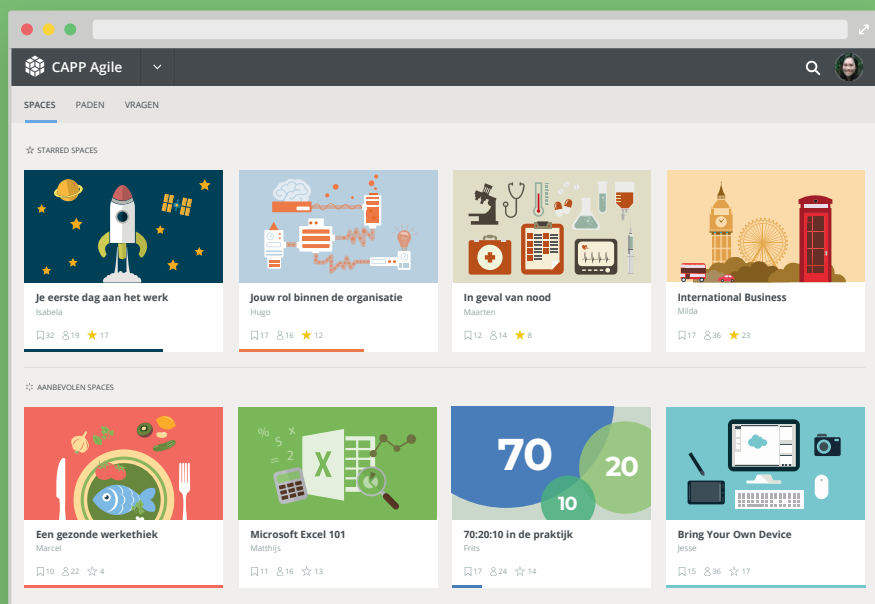 CAPP Agile
SPACES PADEN VRAGEN
STARRED SPACES
Je eerste dag aan het werk
Isabela
32 19 17
Jouw rol binnen de organisatie
Hugo
17 16 12
In geval van nood
Maarten
12 14 8
International Business
Milda
17 36 23
AANBEVOLEN SPACES
Een gezonde werkethiek
Marcel
10 22 4
% 5 x
= 2
X
Microsoft Excel 101
Matthijs
11 16 13
70 20
10
70:20:10 in de praktijk
Frits
17 24 14
Bring Your Own Device
Jesse
15 36 17